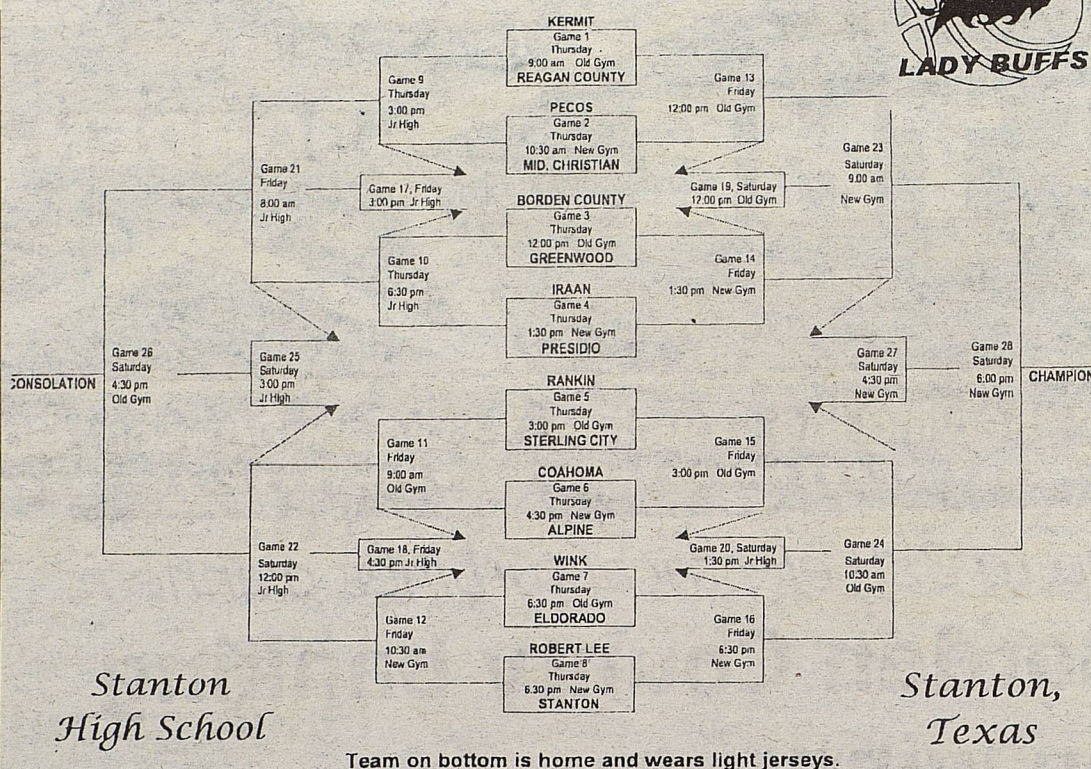 LADY BUFFS
KERMIT
Game 1
Thursday
9:00 am Old Gym
REAGAN COUNTY
PECOS
Game 2
Thursday
10:30 am New Gym
MID. CHRISTIAN
BORDEN COUNTY
Game 3
Thursday
12:00 pm Old Gym
GREENWOOD
IRAAN
Game 4
Thursday
1:30 pm New Gym
PRESIDIO
RANKIN
Game 5
Thursday
3:00 pm Old Gym
STERLING CITY
COAHOMA
Game 6
Thursday
4:30 pm New Gym
ALPINE
WINK
Game 7
Thursday
6:30 pm Old Gym
ELDORADO
ROBERT LEE
Game 8
Thursday
6:30 pm New Gym
STANTON
Game 9
Thursday
3:00 pm
Jr High
Game 10
Thursday
6:30 pm
Jr High
Game 11
Friday
9:00 am
Old Gym
Game 12
Friday
10:30 am
New Gym
Game 17, Friday
3:00 pm Jr High
Game 18, Friday
4:30 pm Jr High
Game 21
Friday
8:00 am
Jr High
Game 22
Saturday
12:00 pm
Jr High
Game 25
Saturday
3:00 pm
Jr High
Game 26
Saturday
4:30 pm
Old Gym
CONSOLATION
Game 13
Friday
12:00 pm Old Gym
Game 14
Friday
1:30 pm New Gym
Game 15
Friday
3:00 pm Old Gym
Game 16
Friday
6:30 pm
New Gym
Game 19, Saturday
12:00 pm Old Gym
Game 20, Saturday
1:30 pm Jr High
Game 23
Saturday
9:00 am
New Gym
Game 24
Saturday
10:30 am
Old Gym
Game 27
Saturday
4:30 pm
New Gym
Game 28
Saturday
6:00 pm
New Gym
CHAMPION
Stanton
High School
Stanton,
Texas
Team on bottom is home and wears light jerseys.